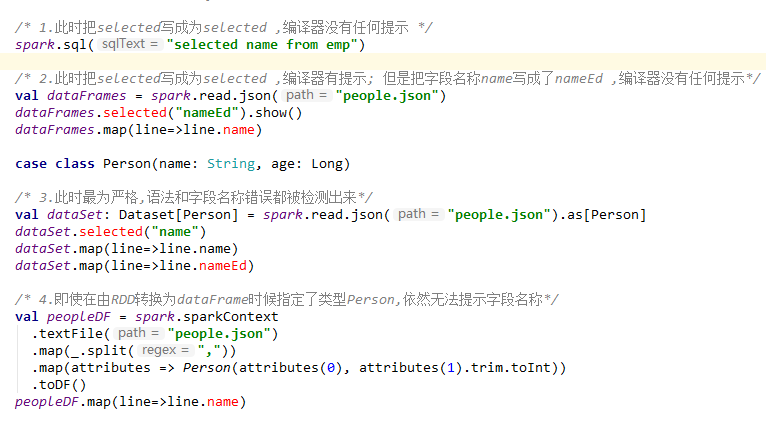 /* 1.此时把selected写成为selected ,编译器没有任何提示 */
spark.sql( sqlText = "selected name from emp")
/* 2.此时把selected写成为selected ,编译器有提示; 但是把字段名称name写成了nameEd ,编译器没有任何提示*/
val dataFrames = spark.read.json( path = "people.json")
dataFrames.selected("nameEd").show()
dataFrames.map(line=>line.name)
case class Person(name: String, age: Long)
/* 3.此时最为严格,语法和字段名称错误都被检测出来*/
val dataSet: Dataset[Person] = spark.read.json( path = "people.json").as[Person]
dataSet.selected("name")
dataSet.map(line=>line.name)
dataSet.map(line=>line.nameEd)
/* 4.即使在由RDD转换为dataFrame时候指定了类型Person,依然无法提示字段名称*/
val peopleDF = spark.sparkContext
.textFile( path = "people.json")
.map(_.split( regex = ","))
.map(attributes => Person(attributes(0), attributes(1).trim.toInt))
.toDF()
peopleDF.map(line=>line.name)